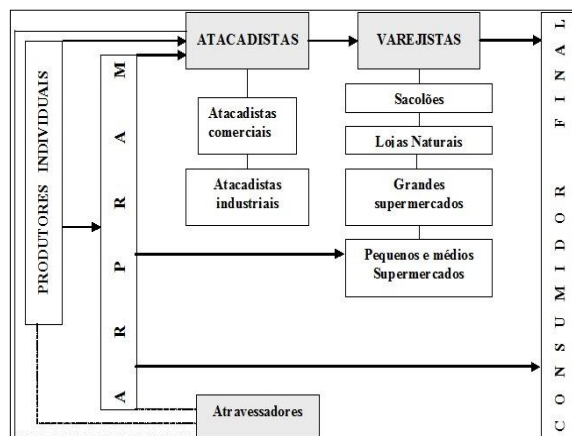 PRODUTORES INDIVIDUAIS
ATACADISTAS
Atacadistas
comerciais
Atacadistas
industriais
VAREJISTAS
Sacolões
Lojas Naturais
Grandes
supermercados
Pequenos e médios
Supermercados
Atravessadores
CONSUMIDOR FINAL